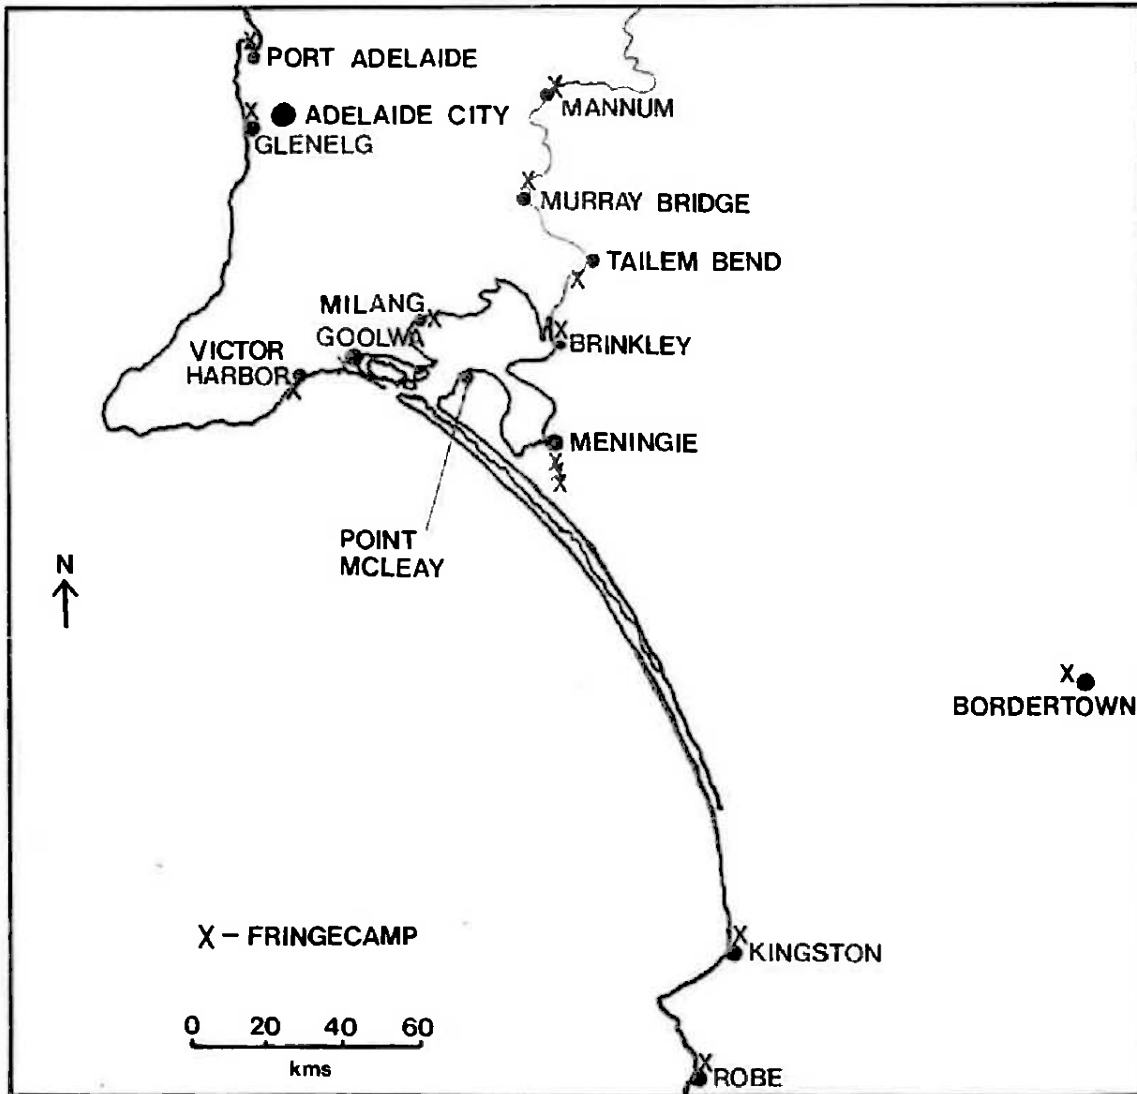 PORT ADELAIDE
ADELAIDE CITY
GLENELG
MANNUM
MURRAY BRIDGE
TAILEM BEND
MILANG
GOOLWA
BRINKLEY
VICTOR
HARBOR
MENINGIE
POINT
MCLEAY
N
BORDERTOWN
X – FRINGECAMP
KINGSTON
0 20 40 60
kms
ROBE